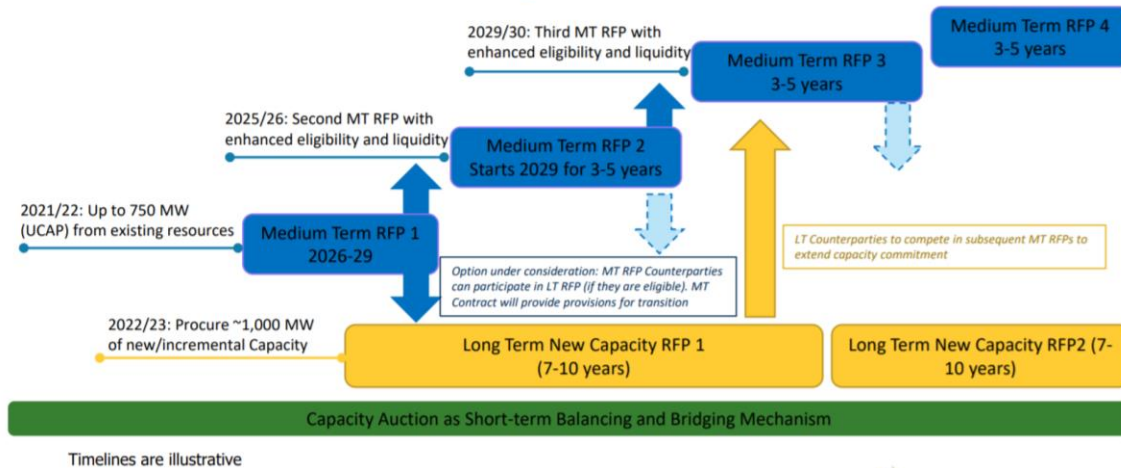 2029/30: Third MT RFP with
enhanced eligibility and liquidity
Medium Term RFP 4
3-5 years
Medium Term RFP 3
3-5 years
2025/26: Second MT RFP with
enhanced eligibility and liquidity
Medium Term RFP 2
Starts 2029 for 3-5 years
2021/22: Up to 750 MW
(UCAP) from existing resources
Medium Term RFP 1
2026-29
Option under consideration: MT RFP Counterparties
can participate in LT RFP (if they are eligible). MT
Contract will provide provisions for transition
LT Counterparties to compete in subsequent MT RFPs to
extend capacity commitment
2022/23: Procure ~1,000 MW
of new/incremental Capacity
Long Term New Capacity RFP 1
(7-10 years)
Long Term New Capacity RFP2 (7-
10 years)
Capacity Auction as Short-term Balancing and Bridging Mechanism
Timelines are illustrative